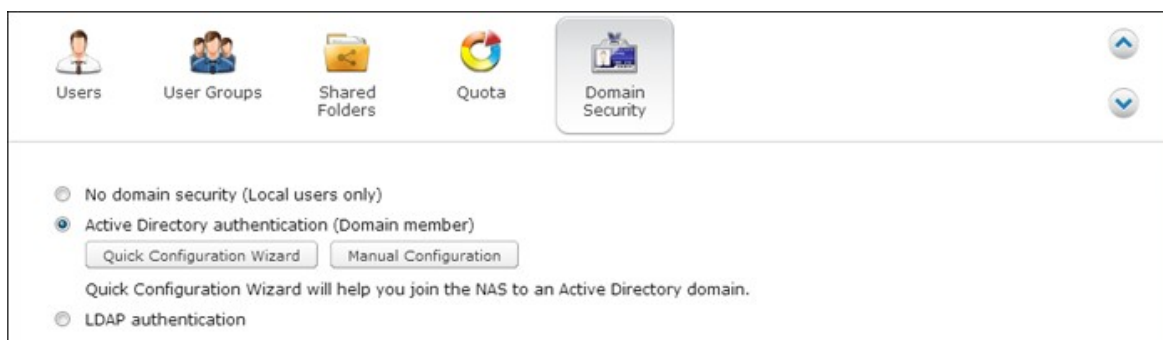 Users
User Groups
Shared
Folders
Quota
Domain
Security
No domain security (Local users only)
Active Directory authentication (Domain member)
Quick Configuration Wizard
Manual Configuration
Quick Configuration Wizard will help you join the NAS to an Active Directory domain.
LDAP authentication